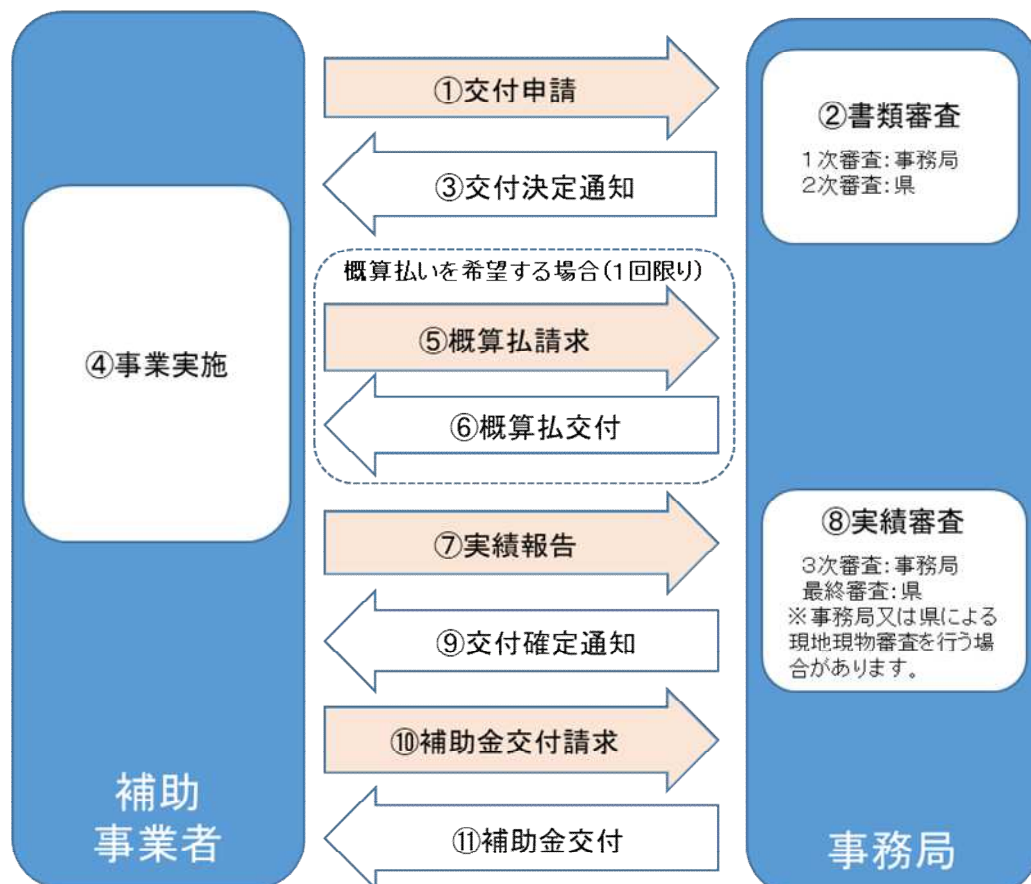 ①交付申請
②書類審査
1次審査:事務局
2次審査:県
③交付決定通知
概算払いを希望する場合(1回限り)
④事業実施
⑤概算払請求
⑥概算払交付
⑦実績報告
⑧実績審査
3次審査:事務局
最終審査:県
※事務局又は県による
現地現物審査を行う場
合があります。
⑨交付確定通知
⑩補助金交付請求
⑪補助金交付
補助
事業者
事務局